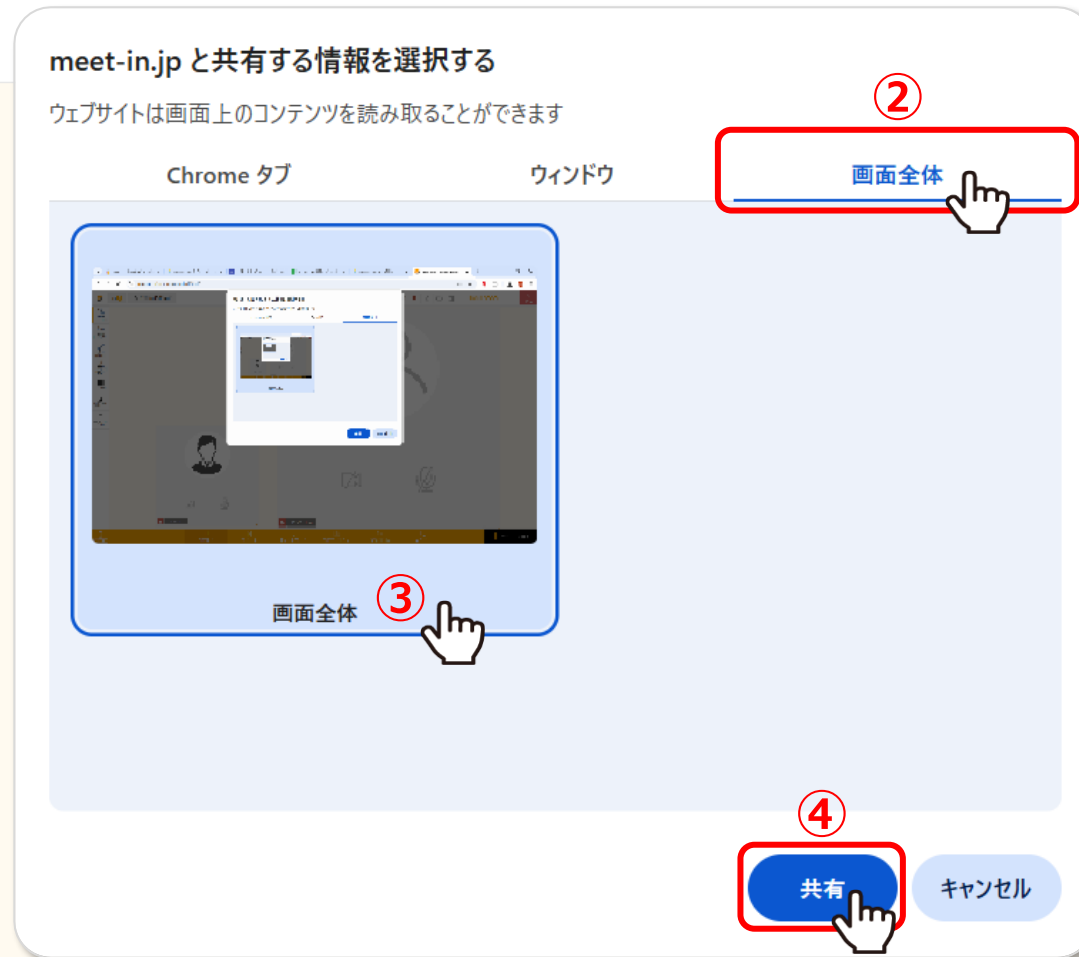 meet-in.jp と共有する情報を選択する
ウェブサイトは画面上のコンテンツを読み取ることができます
②
Chrome タブ
ウィンドウ
画面全体
画面全体
③
④
共有
キャンセル